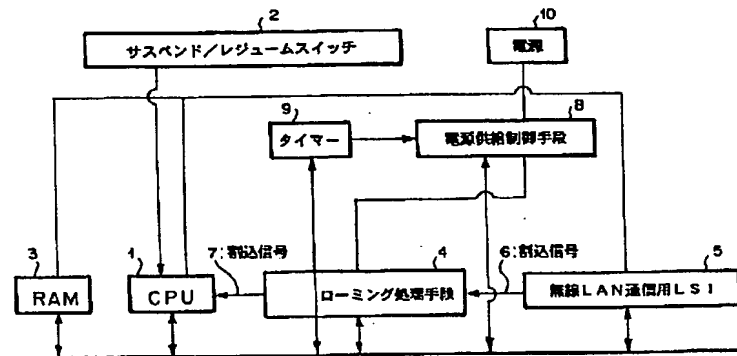 2
サスペンド／レジュームスイッチ
10
電源
9
タイマー
8
電源供給制御手段
3
RAM
1
CPU
7:割込信号
4
ローミング処理手段
6:割込信号
5
無線LAN通信用LSI